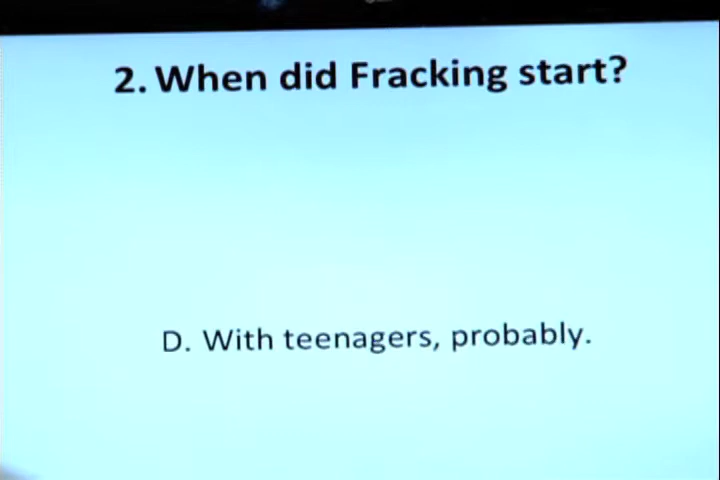 2. When did Fracking start?
D. With teenagers, probably.